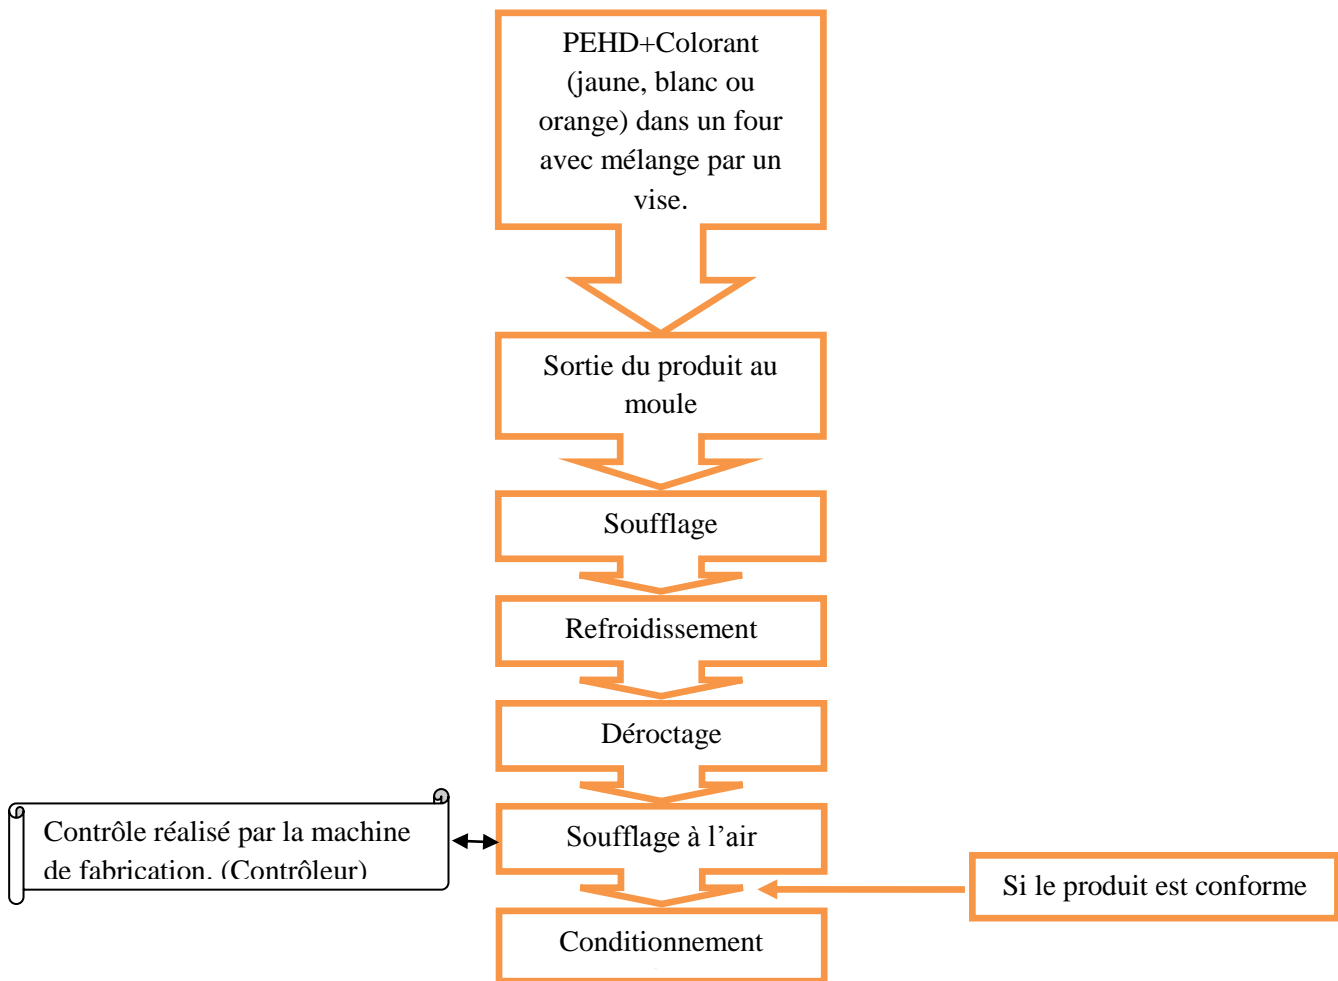 PEHD+Colorant
(jaune, blanc ou
orange) dans un four
avec mélange par un
vise.
Sortie du produit au
moule
Soufflage
Refroidissement
Déroctage
Contrôle réalisé par la machine
de fabrication. (Contrôleur)
Soufflage à l’air
Si le produit est conforme
Conditionnement